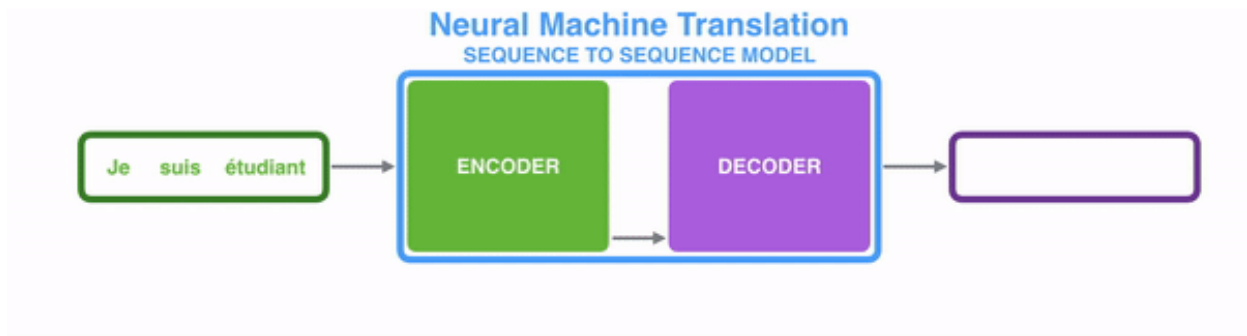 Neural Machine Translation
SEQUENCE TO SEQUENCE MODEL
Je suis étudiant
ENCODER
DECODER